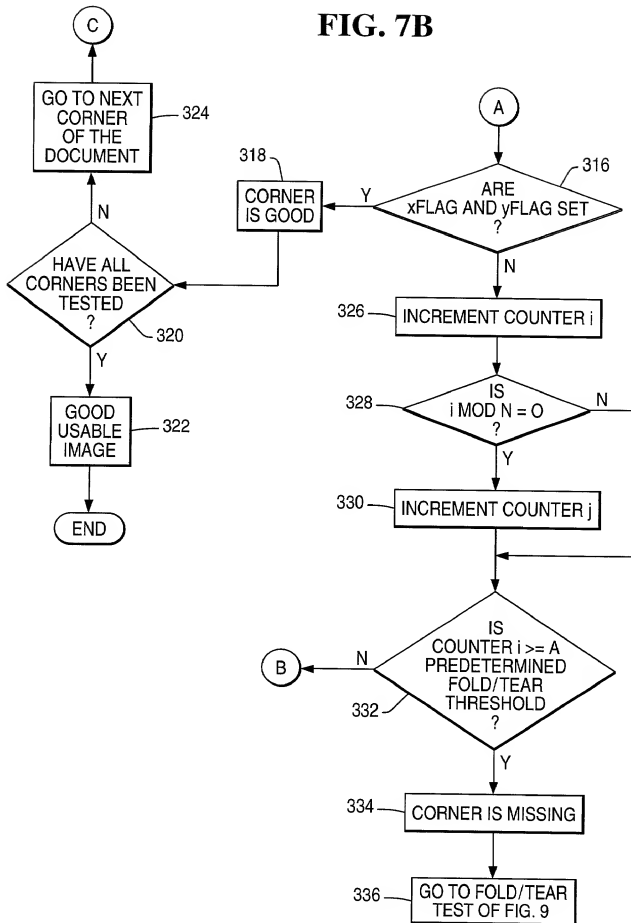 FIG. 7B
C
GO TO NEXT
CORNER
OF THE
DOCUMENT
324
N
HAVE ALL
CORNERS BEEN
TESTED
?
320
Y
GOOD
USABLE
IMAGE
322
END
A
316
ARE
xFLAG AND yFLAG SET
?
Y
318
CORNER
IS GOOD
N
326
INCREMENT COUNTER i
328
IS
i MOD N = O
?
N
Y
330
INCREMENT COUNTER j
IS
COUNTER i >= A
PREDETERMINED
FOLD/TEAR
THRESHOLD
?
332
N
B
Y
334
CORNER IS MISSING
336
GO TO FOLD/TEAR
TEST OF FIG. 9